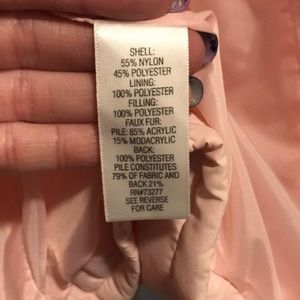 SHELL:
55% NYLON
45% POLYESTER
LINING:
100% POLYESTER
FILLING:
100% POLYESTER
FAUX FUR:
PILE: 85% ACRYLIC
15% MODACRYLIC
BACK:
100% POLYESTER
PILE CONSTITUTES
79% OF FABRIC AND
BACK 21%
RN#73277
SEE REVERSE
FOR CARE